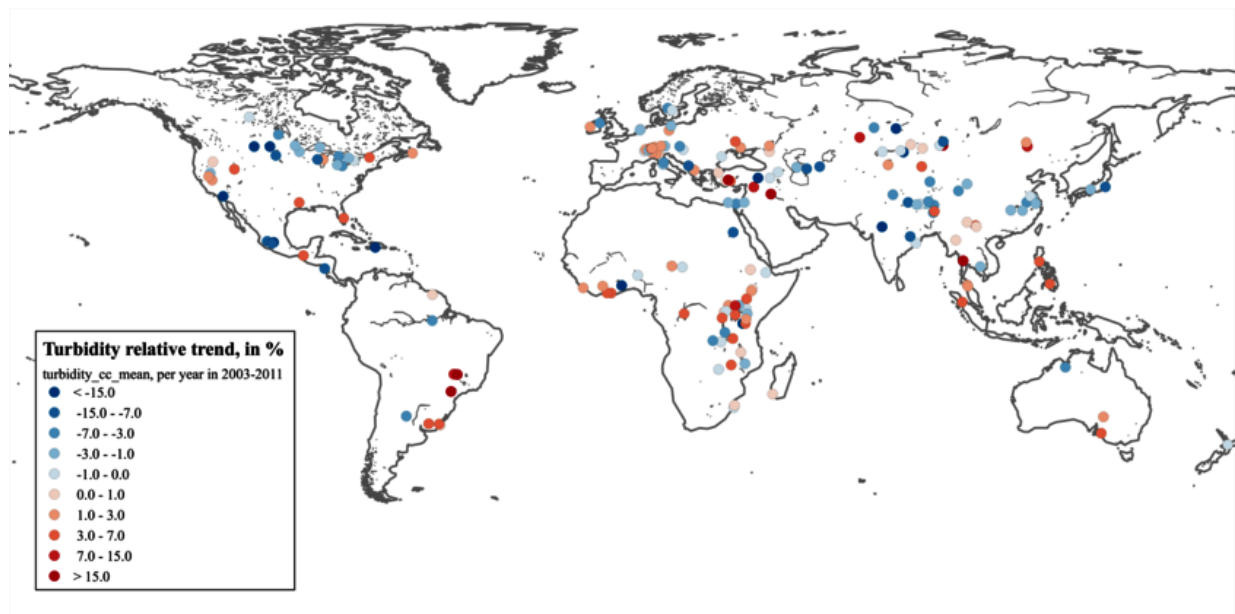 Turbidity relative trend, in %
turbidity_cc_mean, per year in 2003-2011
< -15.0
-15.0 - -7.0
-7.0 - -3.0
-3.0 - -1.0
-1.0 - 0.0
0.0 - 1.0
1.0 - 3.0
3.0 - 7.0
7.0 - 15.0
> 15.0